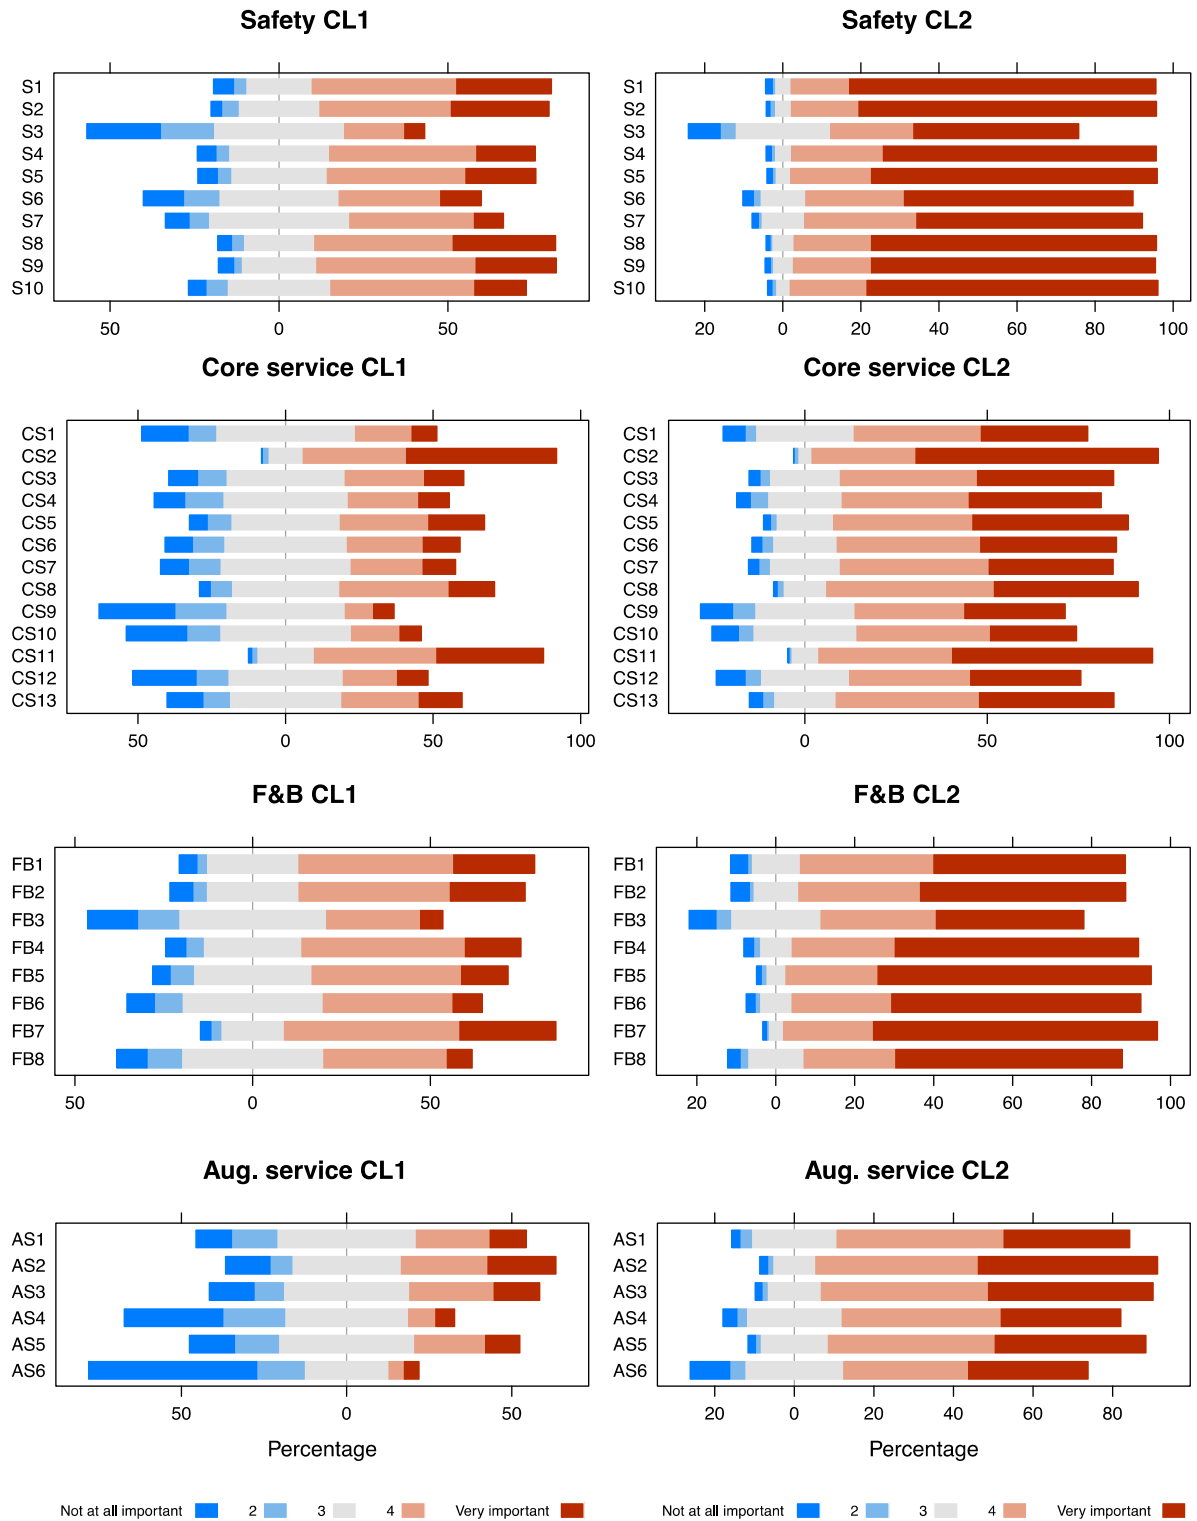 Safety CL1
S1
S2
S3
S4
S5
S6
S7
S8
S9
S10
50 0 50
Safety CL2
S1
S2
S3
S4
S5
S6
S7
S8
S9
S10
20 0 20 40 60 80 100
Core service CL1
CS1
CS2
CS3
CS4
CS5
CS6
CS7
CS8
CS9
CS10
CS11
CS12
CS13
50 0 50 100
Core service CL2
CS1
CS2
CS3
CS4
CS5
CS6
CS7
CS8
CS9
CS10
CS11
CS12
CS13
0 50 100
F&B CL1
FB1
FB2
FB3
FB4
FB5
FB6
FB7
FB8
50 0 50
F&B CL2
FB1
FB2
FB3
FB4
FB5
FB6
FB7
FB8
20 0 20 40 60 80 100
Aug. service CL1
AS1
AS2
AS3
AS4
AS5
AS6
50 0 50
Percentage
Aug. service CL2
AS1
AS2
AS3
AS4
AS5
AS6
20 0 20 40 60 80
Percentage
Not at all important 2 3 4 Very important
Not at all important 2 3 4 Very important